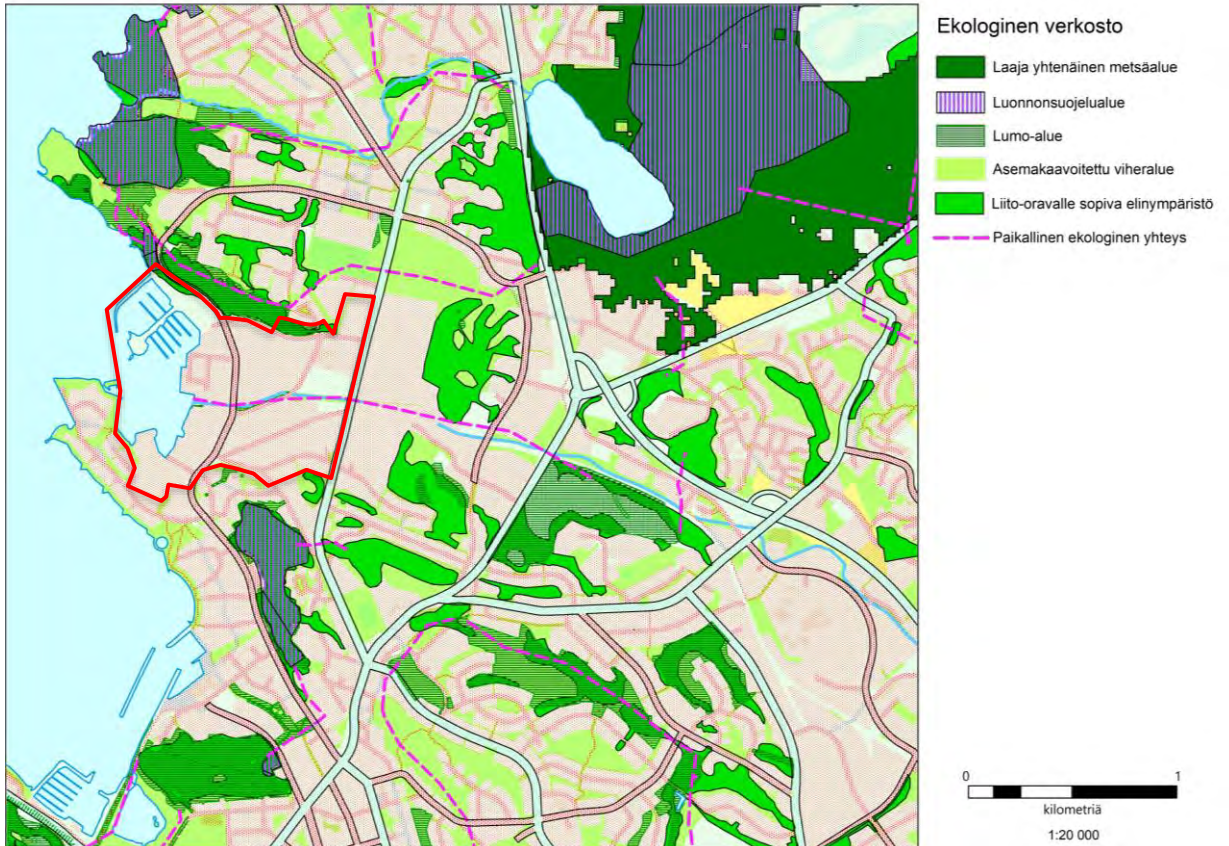 Ekologinen verkosto
Laaja yhtenäinen metsäalue
Luonnonsuojelualue
Lumo-alue
Asemakaavoitettu viheralue
Liito-oravalle sopiva elinympäristö
Paikallinen ekologinen yhteys
0 1
kilometriä
1:20 000